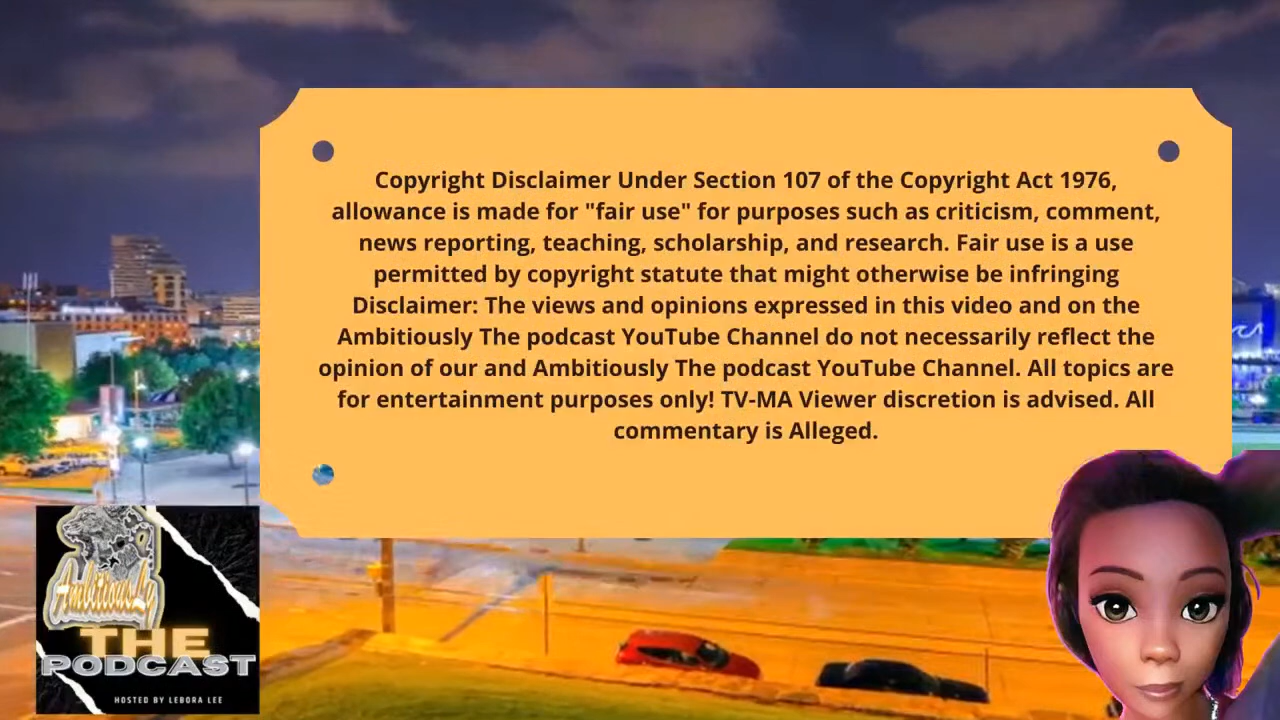 Copyright Disclaimer Under Section 107 of the Copyright Act 1976,
allowance is made for "fair use" for purposes such as criticism, comment,
news reporting, teaching, scholarship, and research. Fair use is a use
permitted by copyright statute that might otherwise be infringing
Disclaimer: The views and opinions expressed in this video and on the
Ambitiously The podcast YouTube Channel do not necessarily reflect the
opinion of our and Ambitiously The podcast YouTube Channel. All topics are
for entertainment purposes only! TV-MA Viewer discretion is advised. All
commentary is Alleged.
Ambitiously
THE
PODCAST
HOSTED BY LEBORA LEE